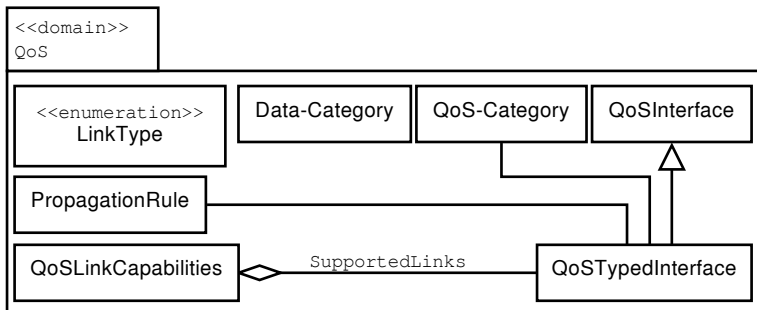 <<domain>>
QoS
<<enumeration>>
LinkType
Data-Category
QoS-Category
QoSInterface
PropagationRule
QoSLinkCapabilities
SupportedLinks
QoSTypedInterface